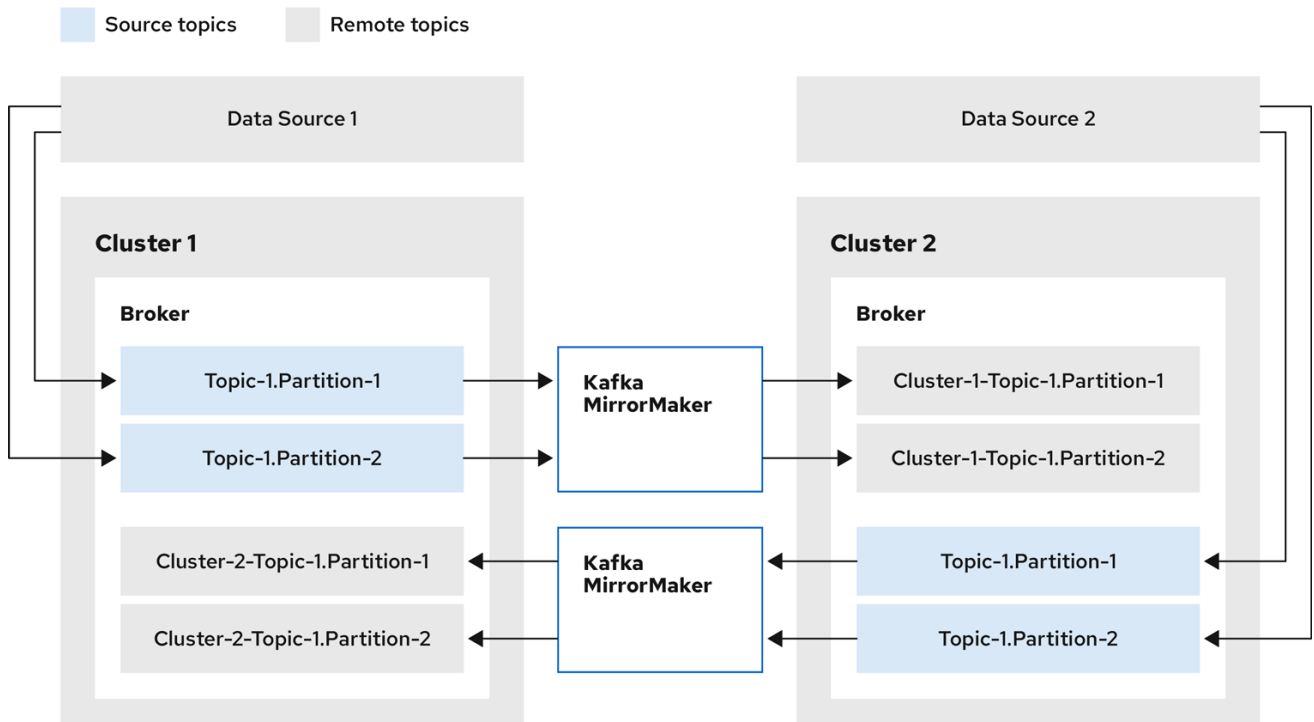 Source topics
Remote topics
Data Source 1
Data Source 2
Cluster 1
Broker
Topic-1.Partition-1
Topic-1.Partition-2
Cluster-2-Topic-1.Partition-1
Cluster-2-Topic-1.Partition-2
Kafka
MirrorMaker
Kafka
MirrorMaker
Cluster 2
Broker
Cluster-1-Topic-1.Partition-1
Cluster-1-Topic-1.Partition-2
Topic-1.Partition-1
Topic-1.Partition-2